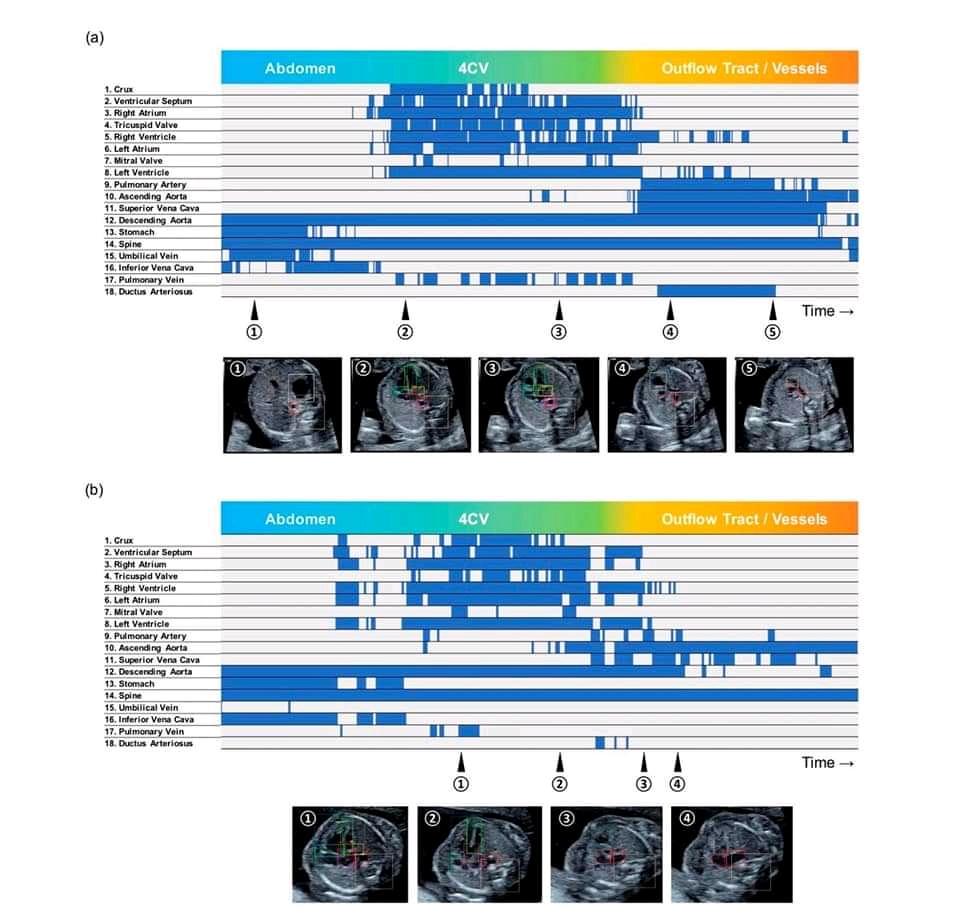 (a)
Abdomen 4CV Outflow Tract / Vessels
1. Crux
2. Ventricular Septum
3. Right Atrium
4. Tricuspid Valve
5. Right Ventricle
6. Left Atrium
7. Mitral Valve
8. Left Ventricle
9. Pulmonary Artery
10. Ascending Aorta
11. Superior Vena Cava
12. Descending Aorta
13. Stomach
14. Spine
15. Umbilical Vein
16. Inferior Vena Cava
17. Pulmonary Vein
18. Ductus Arteriosus
Time →
① ② ③ ④ ⑤
① ② ③ ④ ⑤
(b)
Abdomen 4CV Outflow Tract / Vessels
1. Crux
2. Ventricular Septum
3. Right Atrium
4. Tricuspid Valve
5. Right Ventricle
6. Left Atrium
7. Mitral Valve
8. Left Ventricle
9. Pulmonary Artery
10. Ascending Aorta
11. Superior Vena Cava
12. Descending Aorta
13. Stomach
14. Spine
15. Umbilical Vein
16. Inferior Vena Cava
17. Pulmonary Vein
18. Ductus Arteriosus
Time →
① ② ③ ④
① ② ③ ④